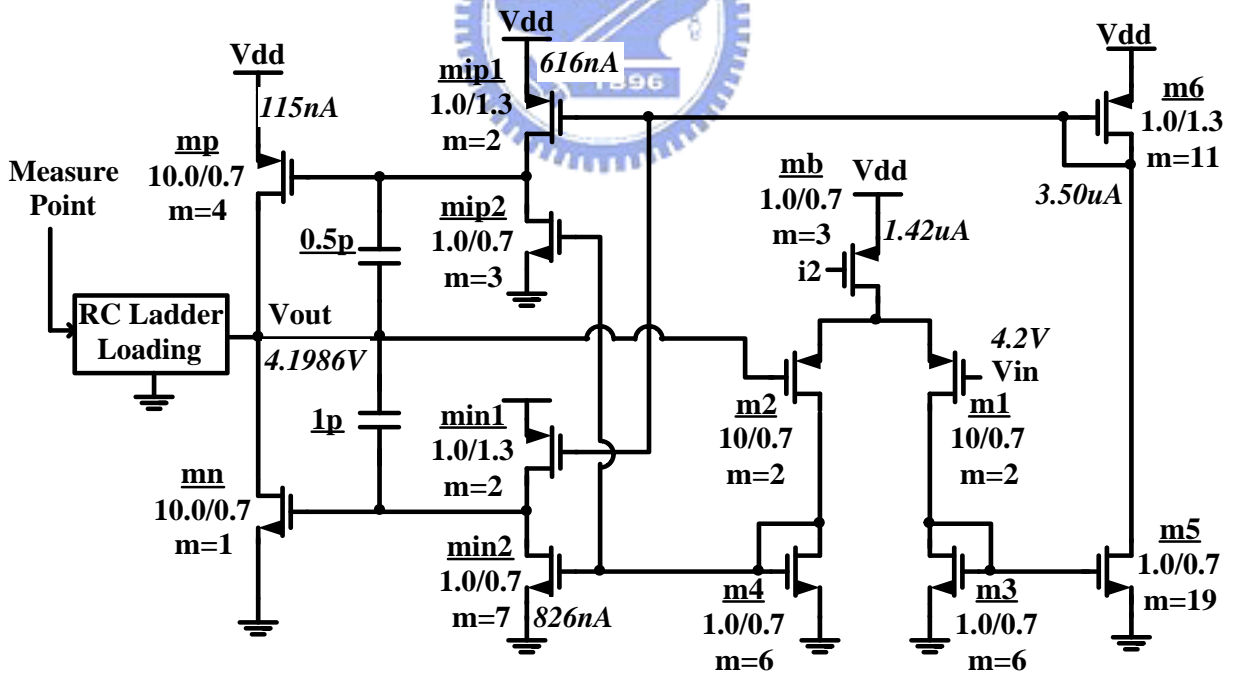 Vdd
115nA
mp
10.0/0.7
m=4
Measure
Point
RC Ladder
Loading
Vout
4.1986V
0.5p
1p
mn
10.0/0.7
m=1
Vdd
616nA
1896
mip1
1.0/1.3
m=2
mip2
1.0/0.7
m=3
min1
1.0/1.3
m=2
min2
1.0/0.7
m=7
826nA
mb
1.0/0.7
m=3
Vdd
1.42uA
i2
4.2V
Vin
m2
10/0.7
m=2
m1
10/0.7
m=2
m4
1.0/0.7
m=6
m3
1.0/0.7
m=6
m6
1.0/1.3
m=11
Vdd
3.50uA
m5
1.0/0.7
m=19